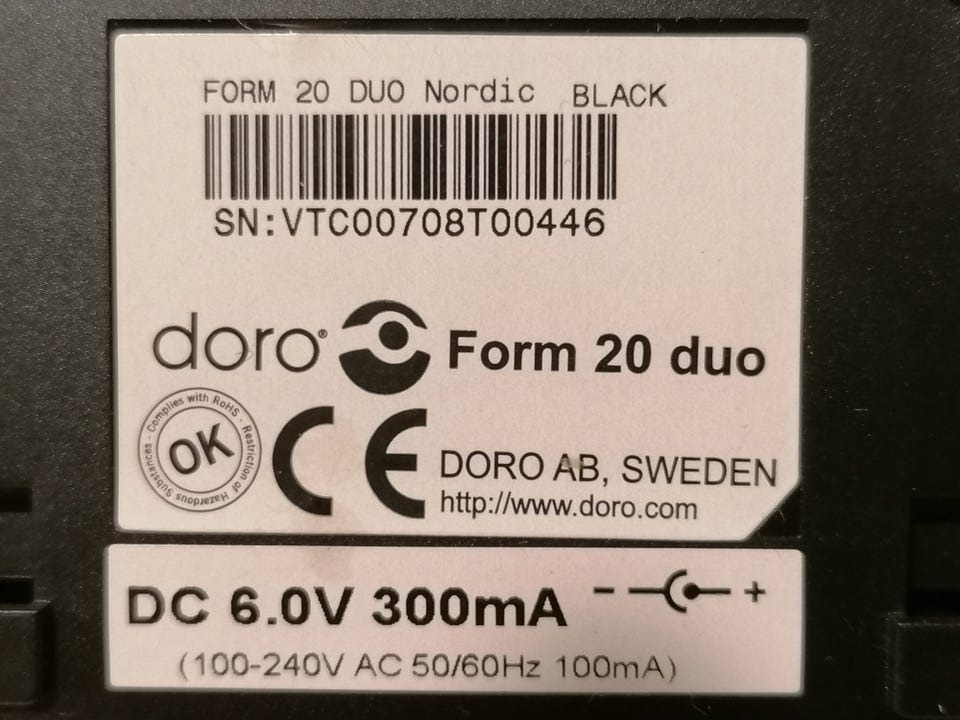 FORM 20 DUO Nordic BLACK
SN:VTC00708T00446
doro® Form 20 duo
Complies with RoHS - Restriction of Hazardous Substances -
OK
CE
DORO AB, SWEDEN
http://www.doro.com
DC 6.0V 300mA - +
(100-240V AC 50/60Hz 100mA)